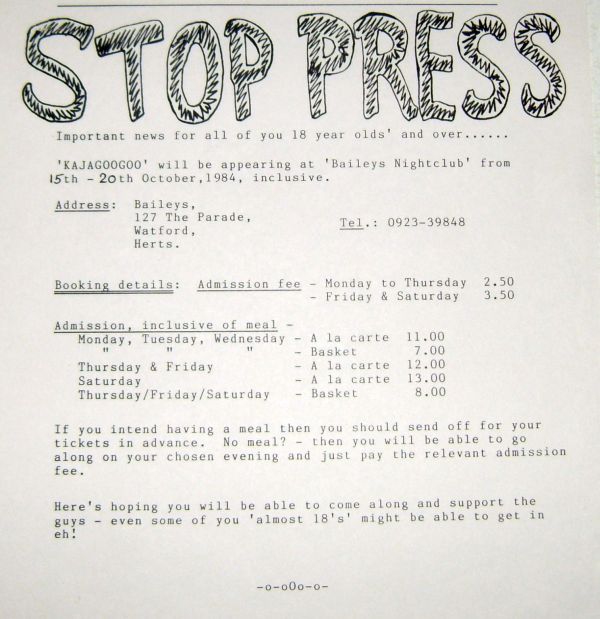 STOP PRESS
Important news for all of you 18 year olds' and over......
'KAJAGOOGOO' will be appearing at 'Baileys Nightclub' from
15th - 20th October,1984, inclusive.
Address: Baileys,
127 The Parade,
Watford,
Herts.
Tel.: 0923-39848
Booking details: Admission fee - Monday to Thursday 2.50
- Friday & Saturday 3.50
Admission, inclusive of meal -
Monday, Tuesday, Wednesday - A la carte 11.00
" " " - Basket 7.00
Thursday & Friday - A la carte 12.00
Saturday - A la carte 13.00
Thursday/Friday/Saturday - Basket 8.00
If you intend having a meal then you should send off for your
tickets in advance. No meal? - then you will be able to go
along on your chosen evening and just pay the relevant admission
fee.
Here's hoping you will be able to come along and support the
guys - even some of you 'almost 18's' might be able to get in
eh!
-o-oOo-o-